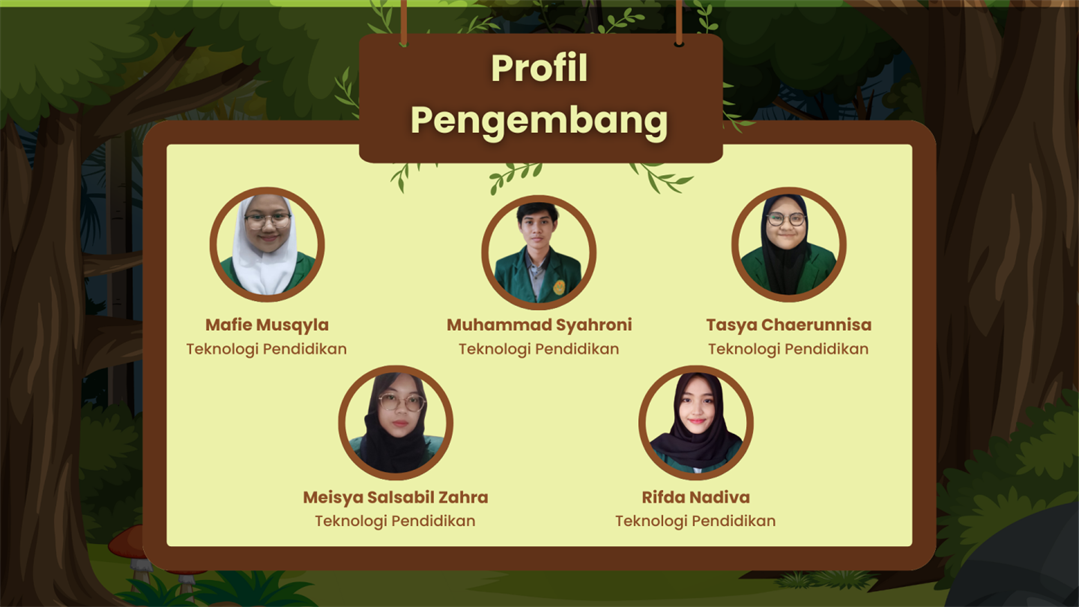 Profil
Pengembang
Mafie Musqyla
Teknologi Pendidikan
Muhammad Syahroni
Teknologi Pendidikan
Tasya Chaerunnisa
Teknologi Pendidikan
Meisya Salsabil Zahra
Teknologi Pendidikan
Rifda Nadiva
Teknologi Pendidikan